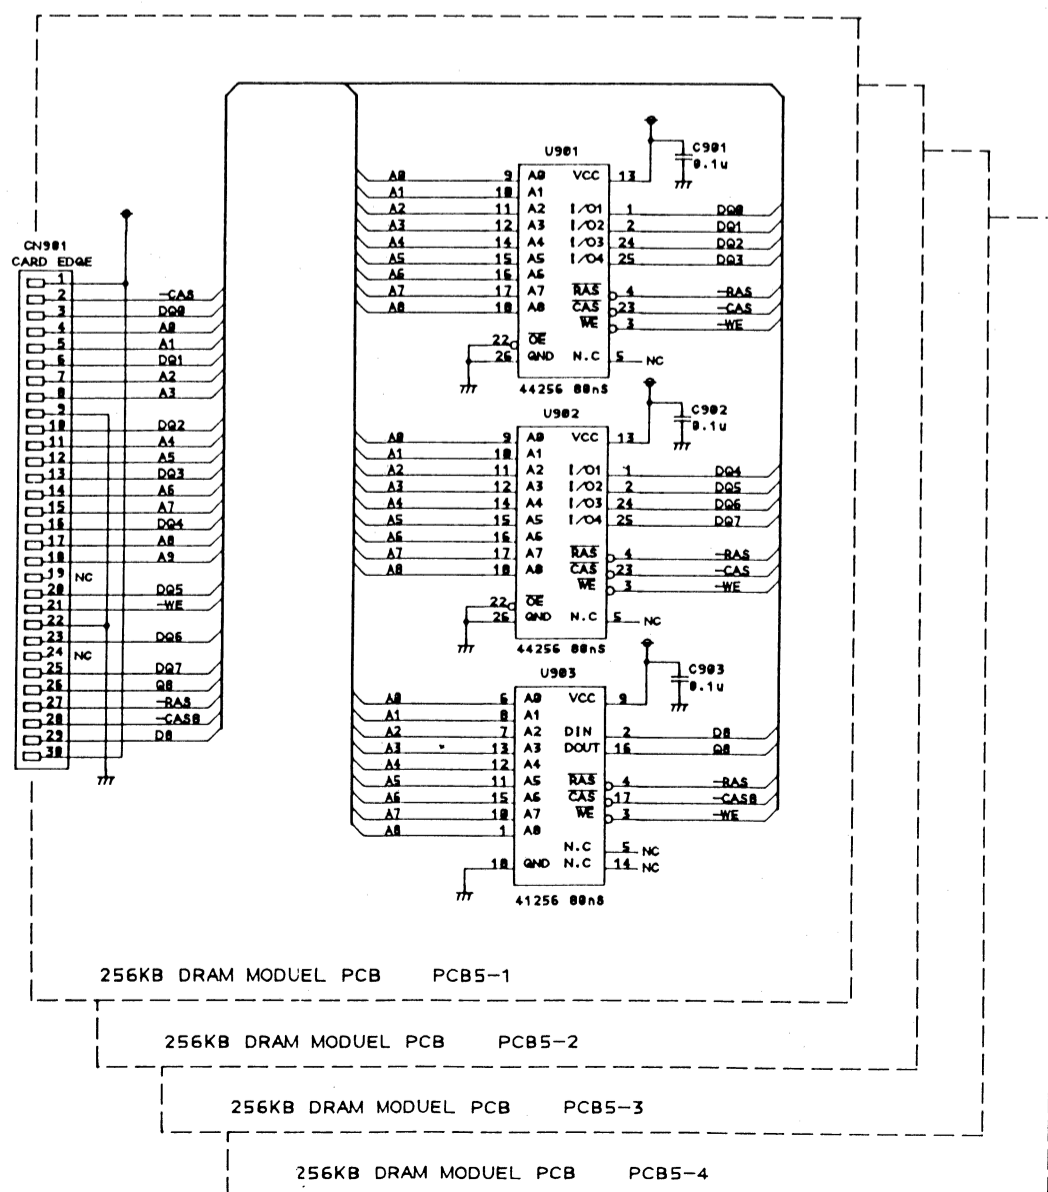 CN901
CARD EDGE
1
2 -CAS
3 DQ0
4 A0
5 A1
6 DQ1
7 A2
8 A3
9
10 DQ2
11 A4
12 A5
13 DQ3
14 A6
15 A7
16 DQ4
17 A8
18 A9
19 NC
20 DQ5
21 -WE
22
23 DQ6
24 NC
25 DQ7
26 Q8
27 -RAS
28 -CAS8
29 D8
30
U901
C901
0.1u
A0 9 A0 VCC 13
A1 10 A1
A2 11 A2 I/O1 1 DQ0
A3 12 A3 I/O2 2 DQ1
A4 14 A4 I/O3 24 DQ2
A5 15 A5 I/O4 25 DQ3
A6 16 A6
A7 17 A7 RAS 4 -RAS
A8 18 A8 CAS 23 -CAS
WE 3 -WE
22 OE
26 GND N.C 5 NC
44256 80nS
U902
C902
0.1u
A0 9 A0 VCC 13
A1 10 A1
A2 11 A2 I/O1 1 DQ4
A3 12 A3 I/O2 2 DQ5
A4 14 A4 I/O3 24 DQ6
A5 15 A5 I/O4 25 DQ7
A6 16 A6
A7 17 A7 RAS 4 -RAS
A8 18 A8 CAS 23 -CAS
WE 3 -WE
22 OE
26 GND N.C 5 NC
44256 80nS
U903
C903
0.1u
A0 6 A0 VCC 9
A1 8 A1
A2 7 A2 DIN 2 D8
A3 13 A3 DOUT 16 Q8
A4 12 A4
A5 11 A5 RAS 4 -RAS
A6 15 A6 CAS 17 -CAS8
A7 10 A7 WE 3 -WE
A8 1 A8
N.C 5 NC
18 GND N.C 14 NC
41256 80nS
256KB DRAM MODUEL PCB PCB5-1
256KB DRAM MODUEL PCB PCB5-2
256KB DRAM MODUEL PCB PCB5-3
256KB DRAM MODUEL PCB PCB5-4